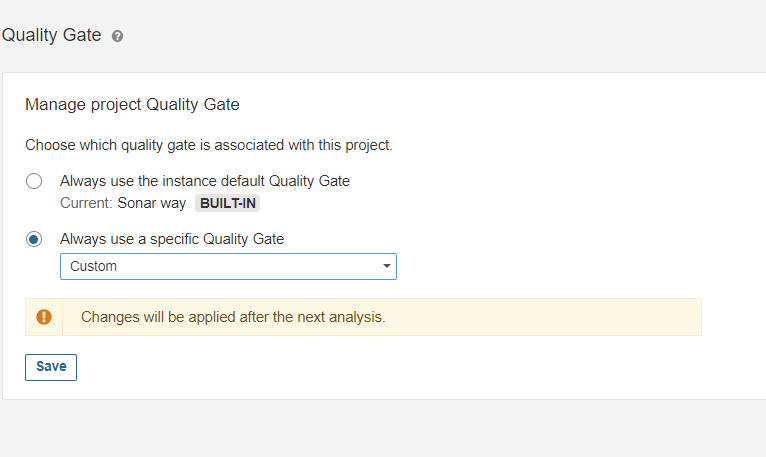 Quality Gate ?
Manage project Quality Gate
Choose which quality gate is associated with this project.
Always use the instance default Quality Gate
Current: Sonar way BUILT-IN
Always use a specific Quality Gate
Custom
Changes will be applied after the next analysis.
Save